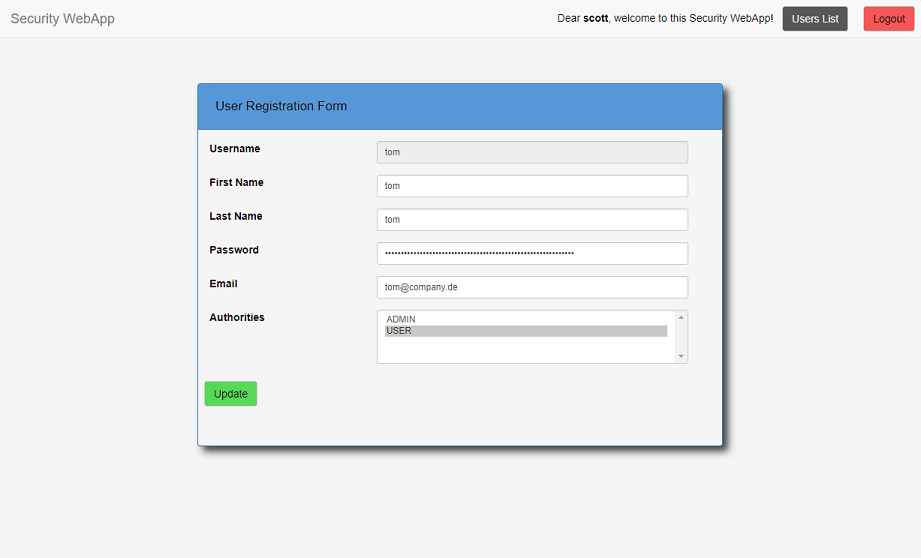 Security WebApp
Dear scott, welcome to this Security WebApp! Users List Logout
User Registration Form
Username tom
First Name tom
Last Name tom
Password
Email tom@company.de
Authorities ADMIN
USER
Update